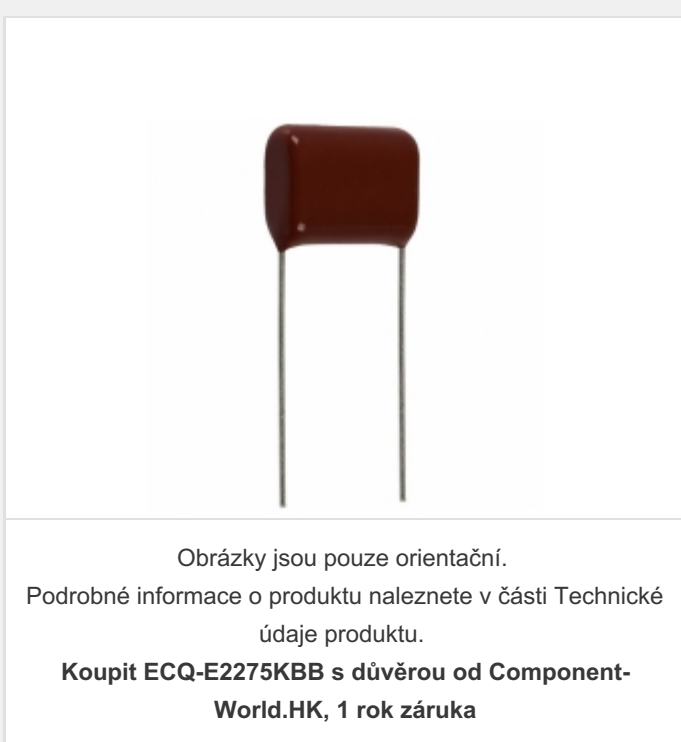 Obrázky jsou pouze orientační.
Podrobné informace o produktu naleznete v části Technické
údaje produktu.
Koupit ECQ-E2275KBB s důvěrou od Component-
World.HK, 1 rok záruka